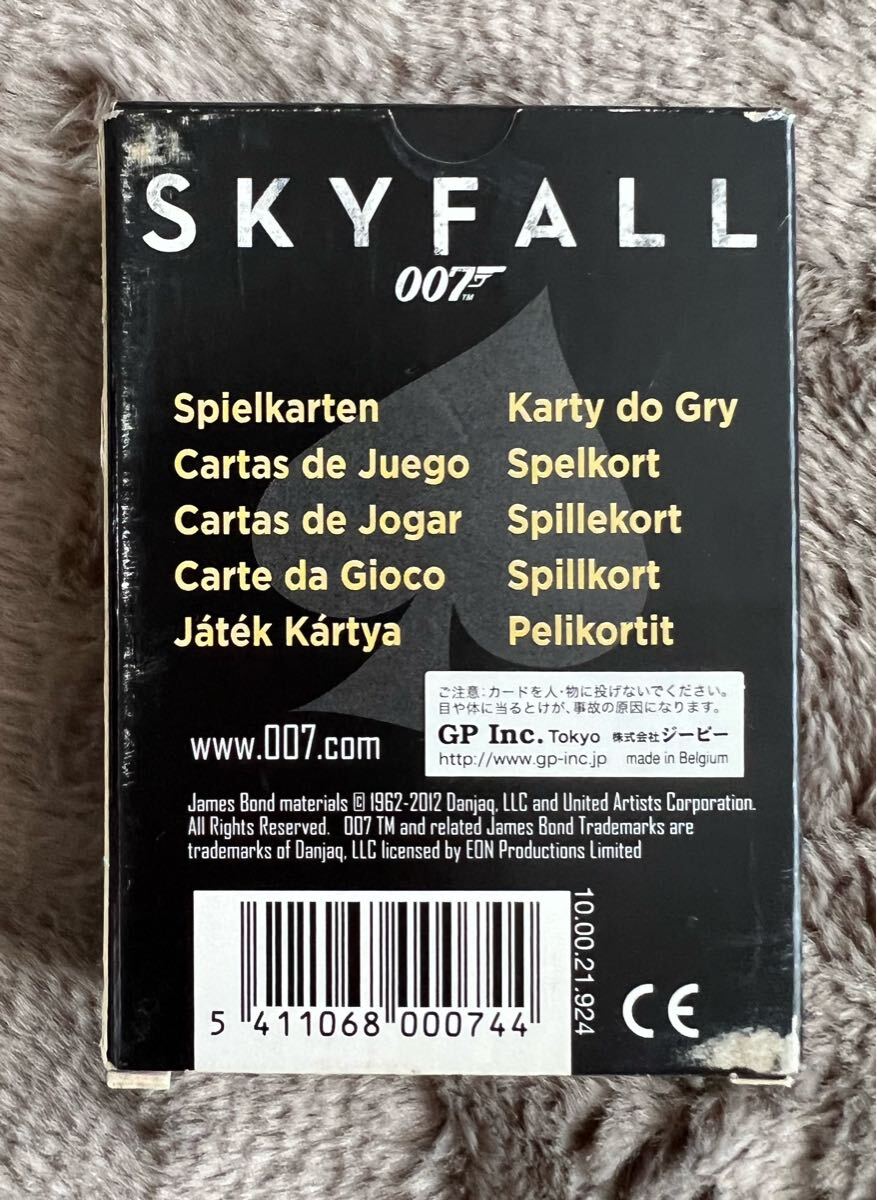 SKYFALL
007 TM
Spielkarten
Cartas de Juego
Cartas de Jogar
Carte da Gioco
Játék Kártya
Karty do Gry
Spelkort
Spillekort
Spillkort
Pelikortit
ご注意:カードを人・物に投げないでください。
目や体に当るとけが、事故の原因になります。
GP Inc. Tokyo 株式会社ジーピー
http://www.gp-inc.jp made in Belgium
www.007.com
James Bond materials © 1962-2012 Danjaq, LLC and United Artists Corporation.
All Rights Reserved. 007 TM and related James Bond Trademarks are
trademarks of Danjaq, LLC licensed by EON Productions Limited
5 411068 000744
10.00.21.924
CE